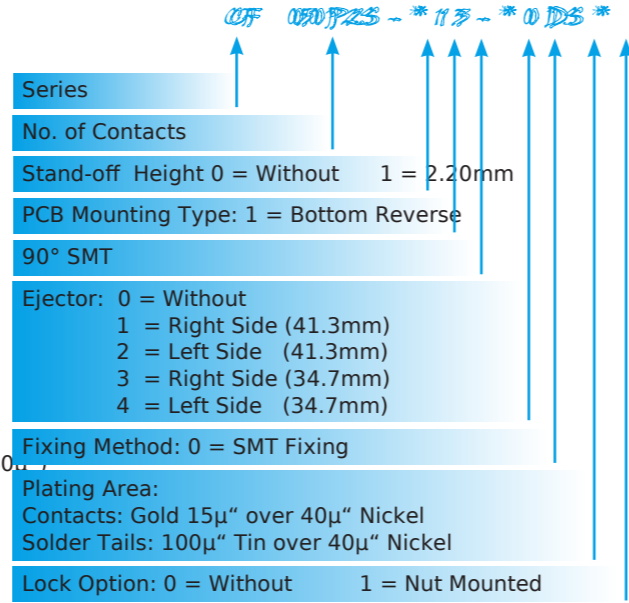 Series
No. of Contacts
Stand-off Height 0 = Without 1 = 2.20mm
PCB Mounting Type: 1 = Bottom Reverse
90° SMT
Ejector: 0 = Without
1 = Right Side (41.3mm)
2 = Left Side (41.3mm)
3 = Right Side (34.7mm)
4 = Left Side (34.7mm)
Fixing Method: 0 = SMT Fixing
Plating Area:
Contacts: Gold 15µ“ over 40µ“ Nickel
Solder Tails: 100µ“ Tin over 40µ“ Nickel
Lock Option: 0 = Without 1 = Nut Mounted